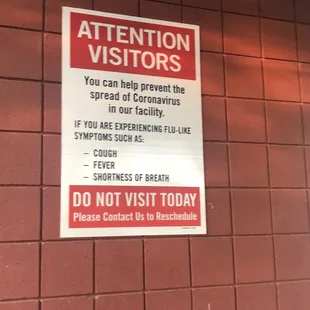 ATTENTION
VISITORS
You can help prevent the
spread of Coronavirus
in our facility.
IF YOU ARE EXPERIENCING FLU-LIKE
SYMPTOMS SUCH AS:
– COUGH
– FEVER
– SHORTNESS OF BREATH
DO NOT VISIT TODAY
Please Contact Us to Reschedule